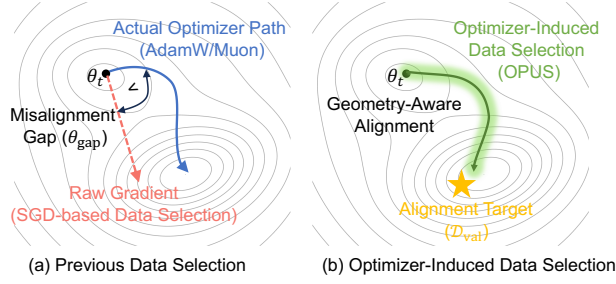 Actual Optimizer Path
(AdamW/Muon)
θt
Misalignment
Gap (θgap)
Raw Gradient
(SGD-based Data Selection)
(a) Previous Data Selection
Optimizer-Induced
Data Selection
(OPUS)
θt
Geometry-Aware
Alignment
Alignment Target
(𝒟val)
(b) Optimizer-Induced Data Selection